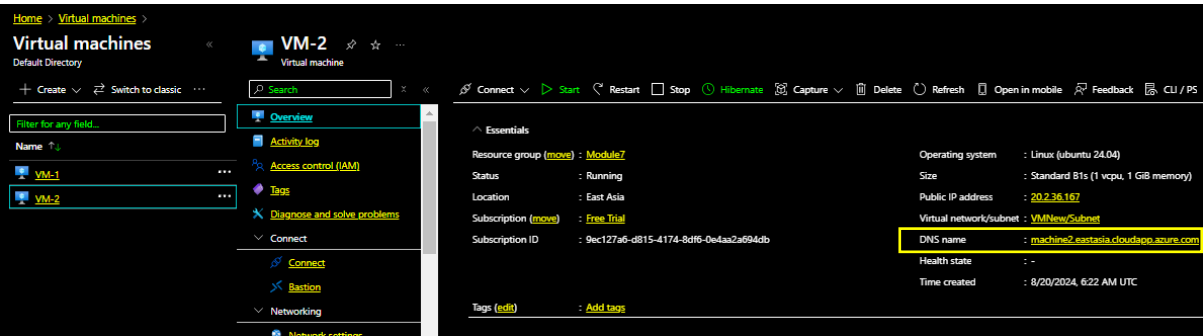 Home > Virtual machines >
Virtual machines «
Default Directory
+ Create Switch to classic ···
Filter for any field...
Name ↑↓
VM-1 ···
VM-2 ···
VM-2 ···
Virtual machine
Search «
Overview
Activity log
Access control (IAM)
Tags
Diagnose and solve problems
Connect
Connect
Bastion
Networking
Network settings
Connect Start Restart Stop Hibernate Capture Delete Refresh Open in mobile Feedback CLI / PS
Essentials
Resource group (move) : Module7
Status : Running
Location : East Asia
Subscription (move) : Free Trial
Subscription ID : 9ec127a6-d815-4174-8df6-0e4aa2a694db
Operating system : Linux (ubuntu 24.04)
Size : Standard B1s (1 vcpu, 1 GiB memory)
Public IP address : 20.2.36.167
Virtual network/subnet : VMNew/Subnet
DNS name : machine2.eastasia.cloudapp.azure.com
Health state : -
Time created : 8/20/2024, 6:22 AM UTC
Tags (edit) : Add tags